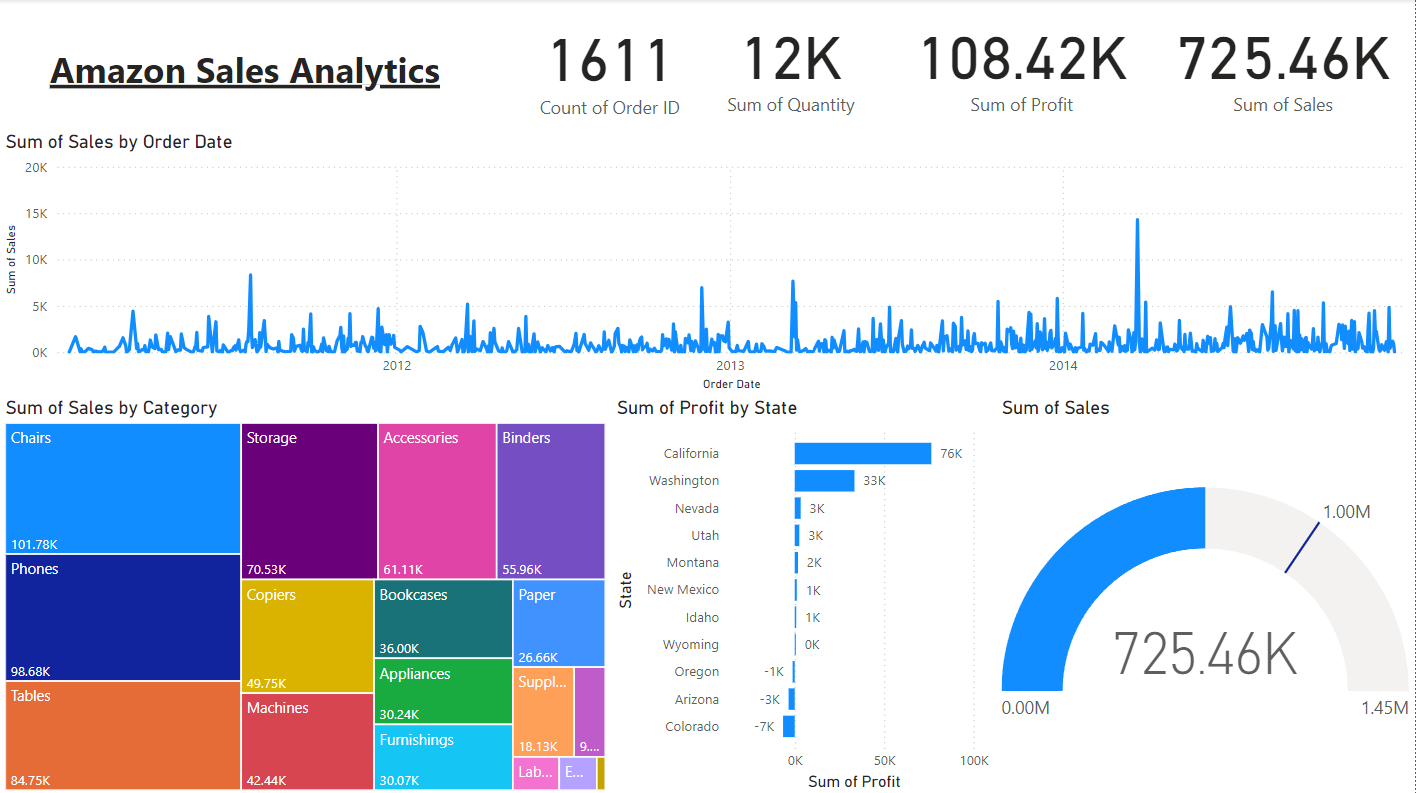 Amazon Sales Analytics
1611
Count of Order ID
12K
Sum of Quantity
108.42K
Sum of Profit
725.46K
Sum of Sales
Sum of Sales by Order Date
Sum of Sales
20K
15K
10K
5K
0K
2012
2013
2014
Order Date
Sum of Sales by Category
Chairs
101.78K
Phones
98.68K
Tables
84.75K
Storage
70.53K
Accessories
61.11K
Binders
55.96K
Copiers
49.75K
Machines
42.44K
Bookcases
36.00K
Appliances
30.24K
Furnishings
30.07K
Paper
26.66K
Suppl...
18.13K
9....
Lab...
E...
Sum of Profit by State
State
California 76K
Washington 33K
Nevada 3K
Utah 3K
Montana 2K
New Mexico 1K
Idaho 1K
Wyoming 0K
Oregon -1K
Arizona -3K
Colorado -7K
0K 50K 100K
Sum of Profit
Sum of Sales
1.00M
725.46K
0.00M
1.45M